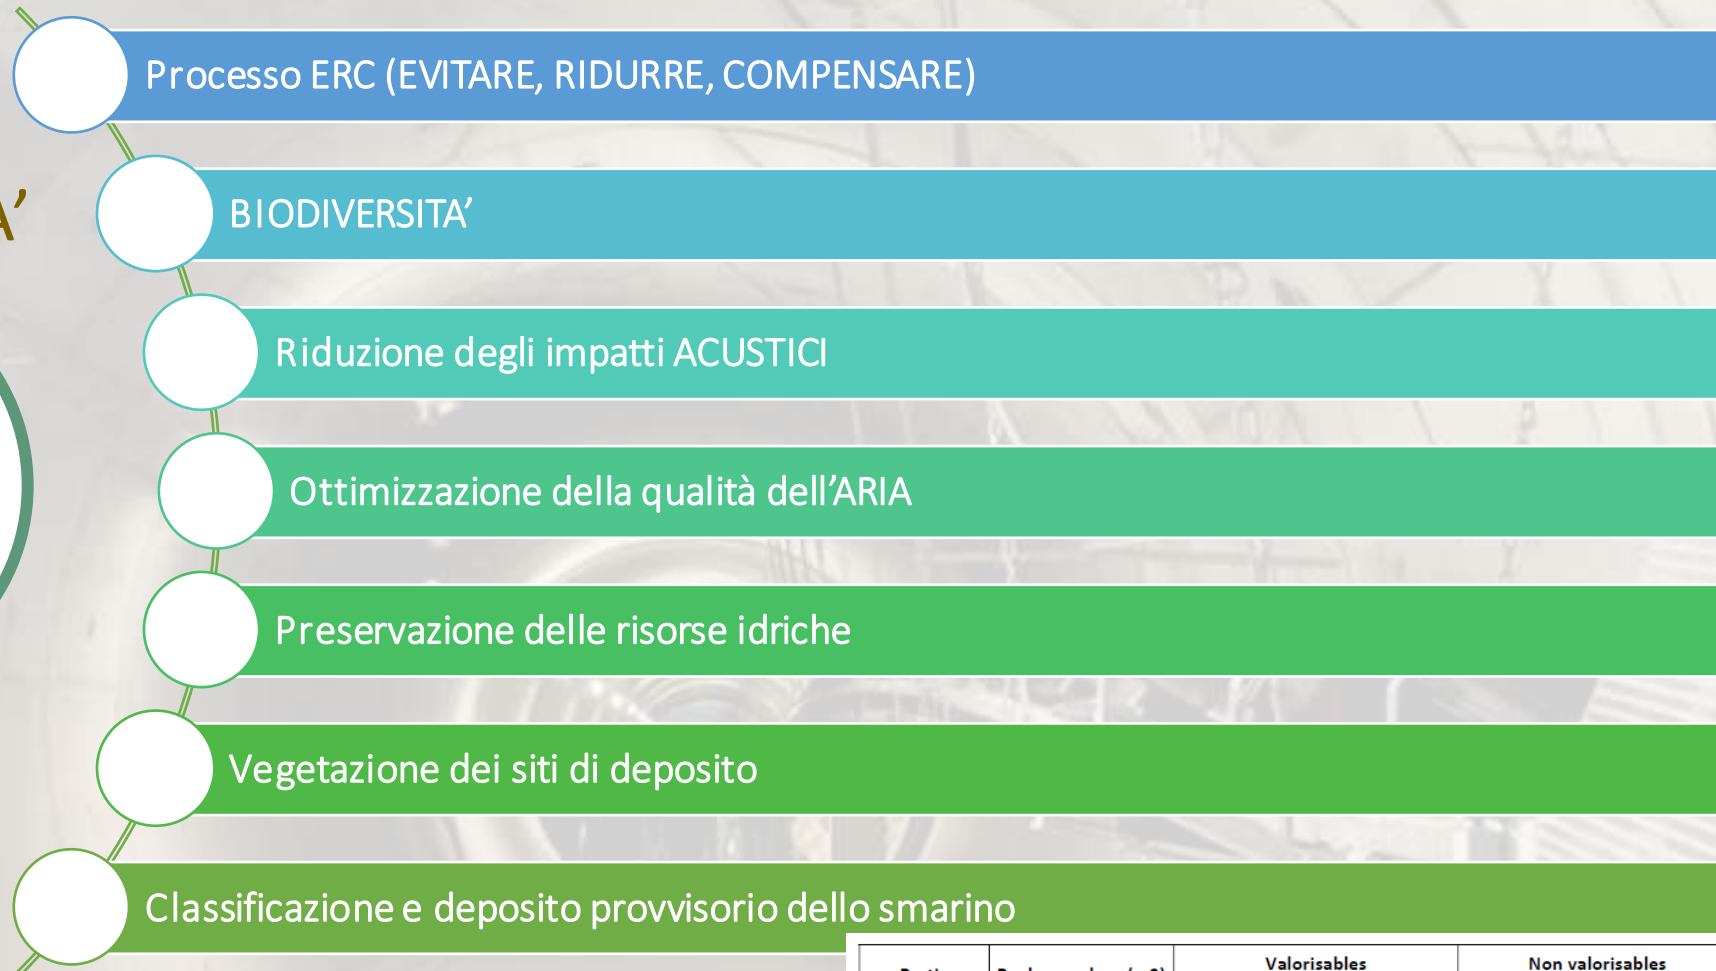 Processo ERC (EVITARE, RIDURRE, COMPENSARE)
BIODIVERSITA’
Riduzione degli impatti ACUSTICI
Ottimizzazione della qualità dell’ARIA
Preservazione delle risorse idriche
Vegetazione dei siti di deposito
Classificazione e deposito provvisorio dello smarino
Valorisables
Non valorisables